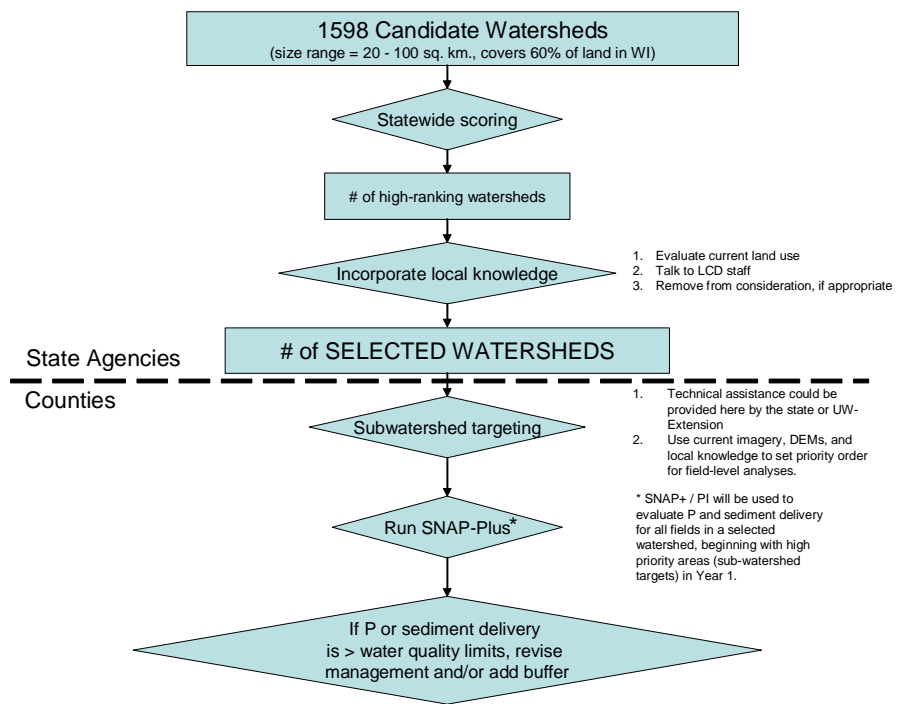 1598 Candidate Watersheds
(size range = 20 - 100 sq. km., covers 60% of land in WI)
Statewide scoring
# of high-ranking watersheds
Incorporate local knowledge
1. Evaluate current land use
2. Talk to LCD staff
3. Remove from consideration, if appropriate
# of SELECTED WATERSHEDS
State Agencies
Counties
Subwatershed targeting
1. Technical assistance could be
provided here by the state or UW-
Extension
2. Use current imagery, DEMs, and
local knowledge to set priority order
for field-level analyses.
Run SNAP-Plus*
* SNAP+ / PI will be used to
evaluate P and sediment delivery
for all fields in a selected
watershed, beginning with high
priority areas (sub-watershed
targets) in Year 1.
If P or sediment delivery
is > water quality limits, revise
management and/or add buffer